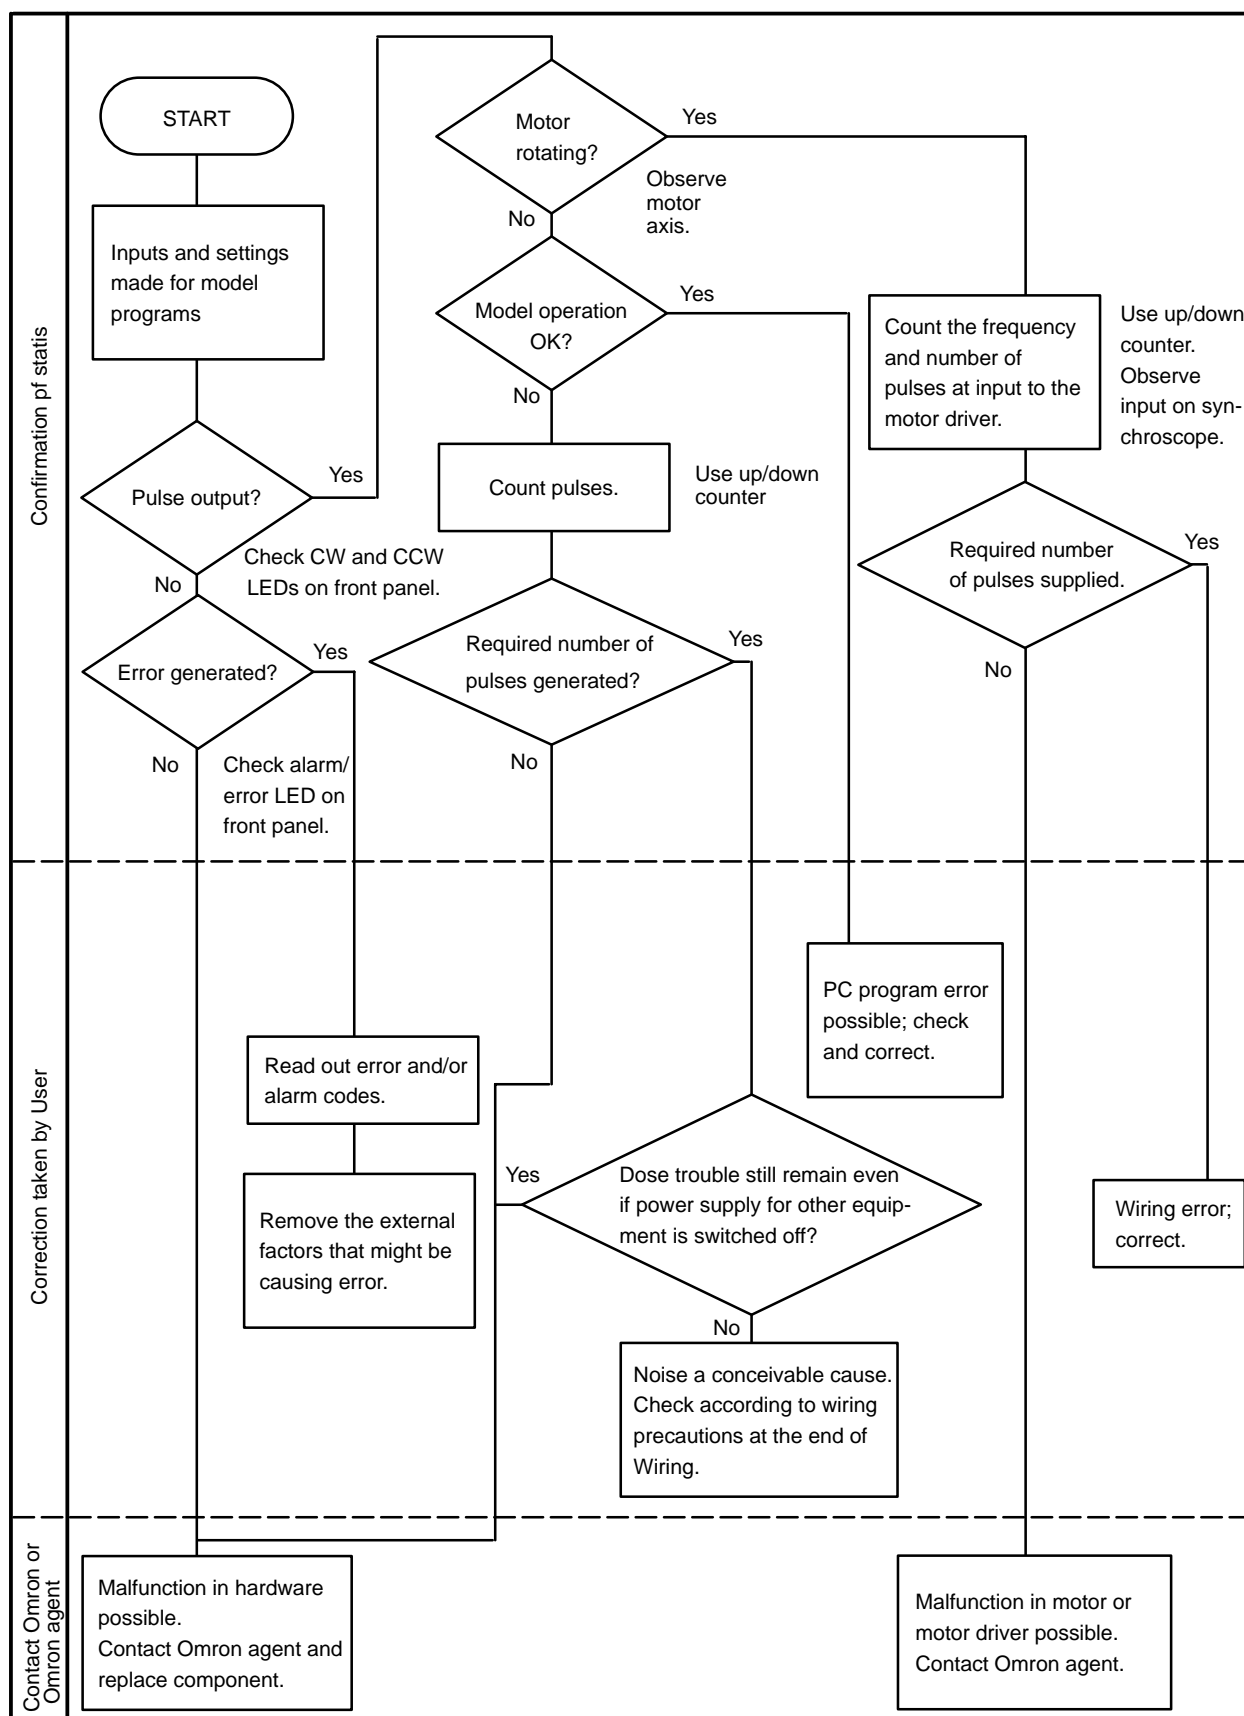 Confirmation pf statis
START
Inputs and settings
made for model
programs
Pulse output?
Yes
No
Check CW and CCW
LEDs on front panel.
Error generated?
Yes
No
Check alarm/
error LED on
front panel.
Motor
rotating?
Yes
No
Observe
motor
axis.
Model operation
OK?
Yes
No
Count pulses.
Use up/down
counter
Required number of
pulses generated?
Yes
No
Count the frequency
and number of
pulses at input to the
motor driver.
Use up/down
counter.
Observe
input on syn-
chroscope.
Required number
of pulses supplied.
Yes
No
Correction taken by User
Read out error and/or
alarm codes.
Remove the external
factors that might be
causing error.
PC program error
possible; check
and correct.
Dose trouble still remain even
if power supply for other equip-
ment is switched off?
Yes
No
Noise a conceivable cause.
Check according to wiring
precautions at the end of
Wiring.
Wiring error;
correct.
Contact Omron or
Omron agent
Malfunction in hardware
possible.
Contact Omron agent and
replace component.
Malfunction in motor or
motor driver possible.
Contact Omron agent.